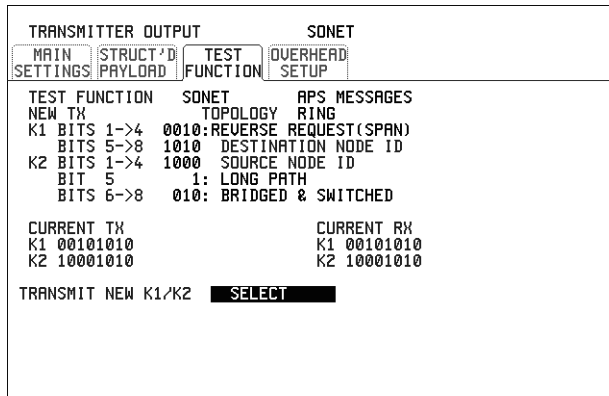 TRANSMITTER OUTPUT SONET
MAIN SETTINGS STRUCT'D PAYLOAD TEST FUNCTION OVERHEAD SETUP
TEST FUNCTION SONET APS MESSAGES
NEW TX TOPOLOGY RING
K1 BITS 1->4 0010:REVERSE REQUEST(SPAN)
BITS 5->8 1010 DESTINATION NODE ID
K2 BITS 1->4 1000 SOURCE NODE ID
BIT 5 1: LONG PATH
BITS 6->8 010: BRIDGED & SWITCHED
CURRENT TX CURRENT RX
K1 00101010 K1 00101010
K2 10001010 K2 10001010
TRANSMIT NEW K1/K2 SELECT